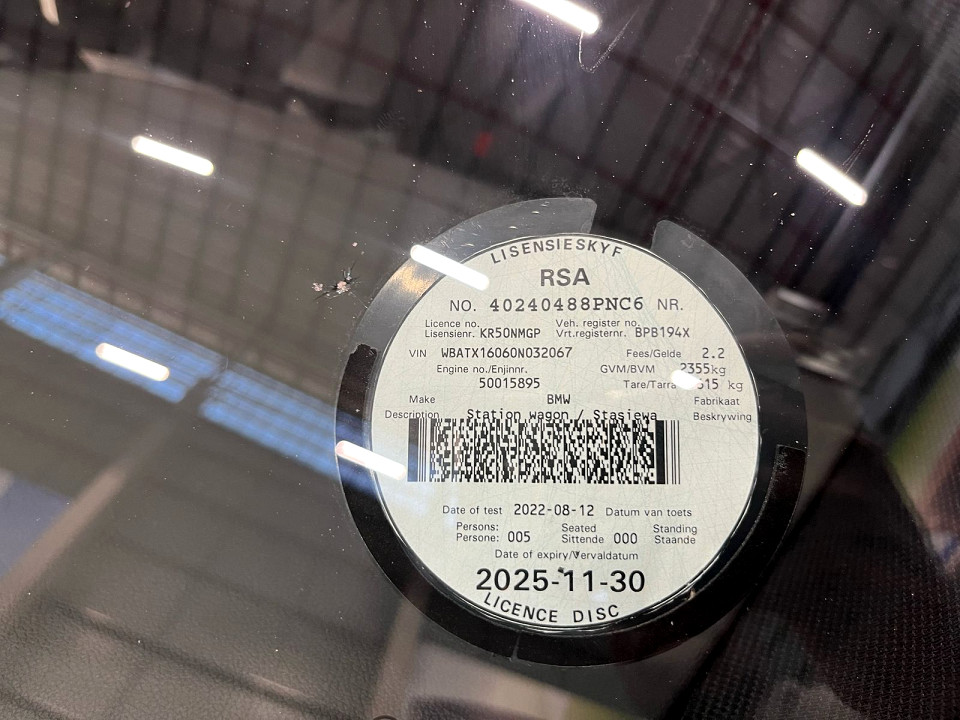 LISENSIESKYF
RSA
NO. 40240488PNC6 NR.
Licence no. Veh. register no.
Lisensienr. KR50NMGP Vrt.registernr. BPB194X
VIN WBATX16060N032067 Fees/Gelde 2.2
Engine no./Enjinnr. GVM/BVM 2355kg
50015895 Tare/Tarra kg
Make BMW Fabrikaat
Description Station wagon / Stasiewa Beskrywing
Date of test 2022-08-12 Datum van toets
Persons: Seated Standing
Persone: 005 Sittende 000 Staande
Date of expiry/Vervaldatum
2025-11-30
LICENCE DISC